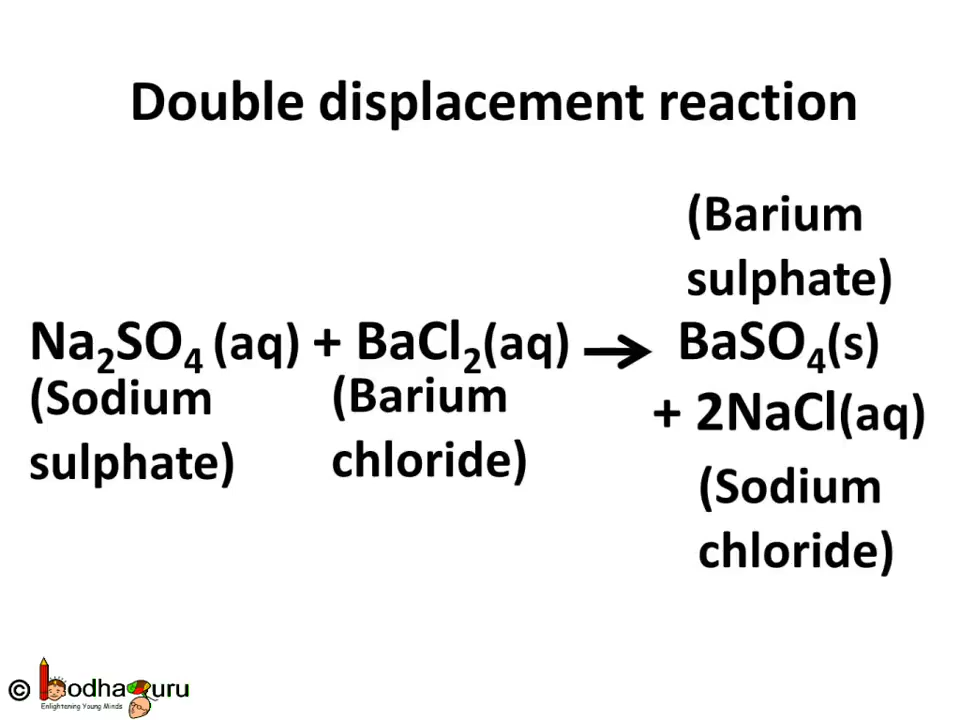 Double displacement reaction
(Barium
sulphate)
Na₂SO₄ (aq) + BaCl₂(aq) → BaSO₄(s)
(Sodium
sulphate)
(Barium
chloride)
+ 2NaCl(aq)
(Sodium
chloride)
© bodhaguru
Enlightening Young Minds